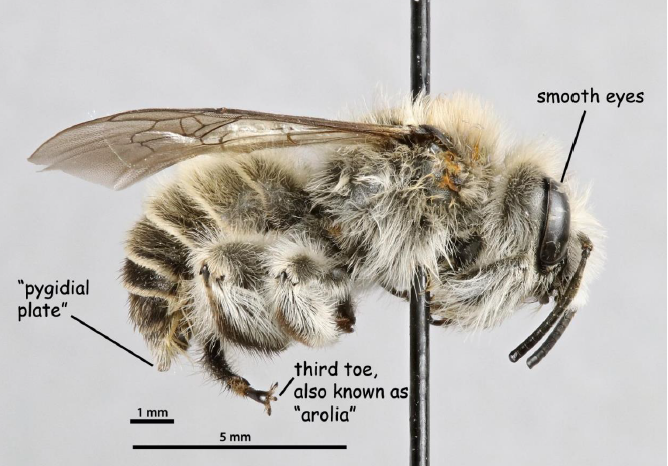 smooth eyes
"pygidial
plate"
third toe,
also known as
"arolia"
1 mm
5 mm